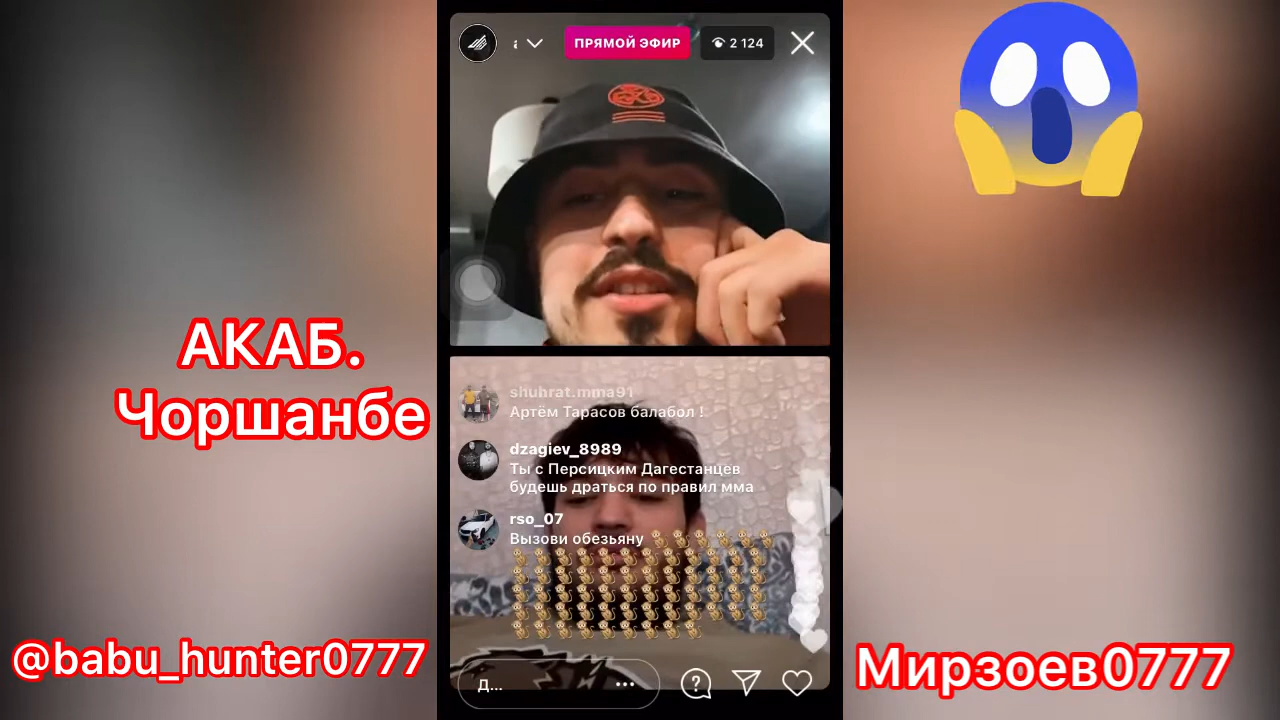 ПРЯМОЙ ЭФИР
2 124
АКАБ.
Чоршанбе
shuhrat.mma91
Артём Тарасов балабол !
dzagiev_8989
Ты с Персицким Дагестанцев
будешь драться по правил мма
rso_07
Вызови обезьяну
@babu_hunter0777
Д...
Мирзоев0777